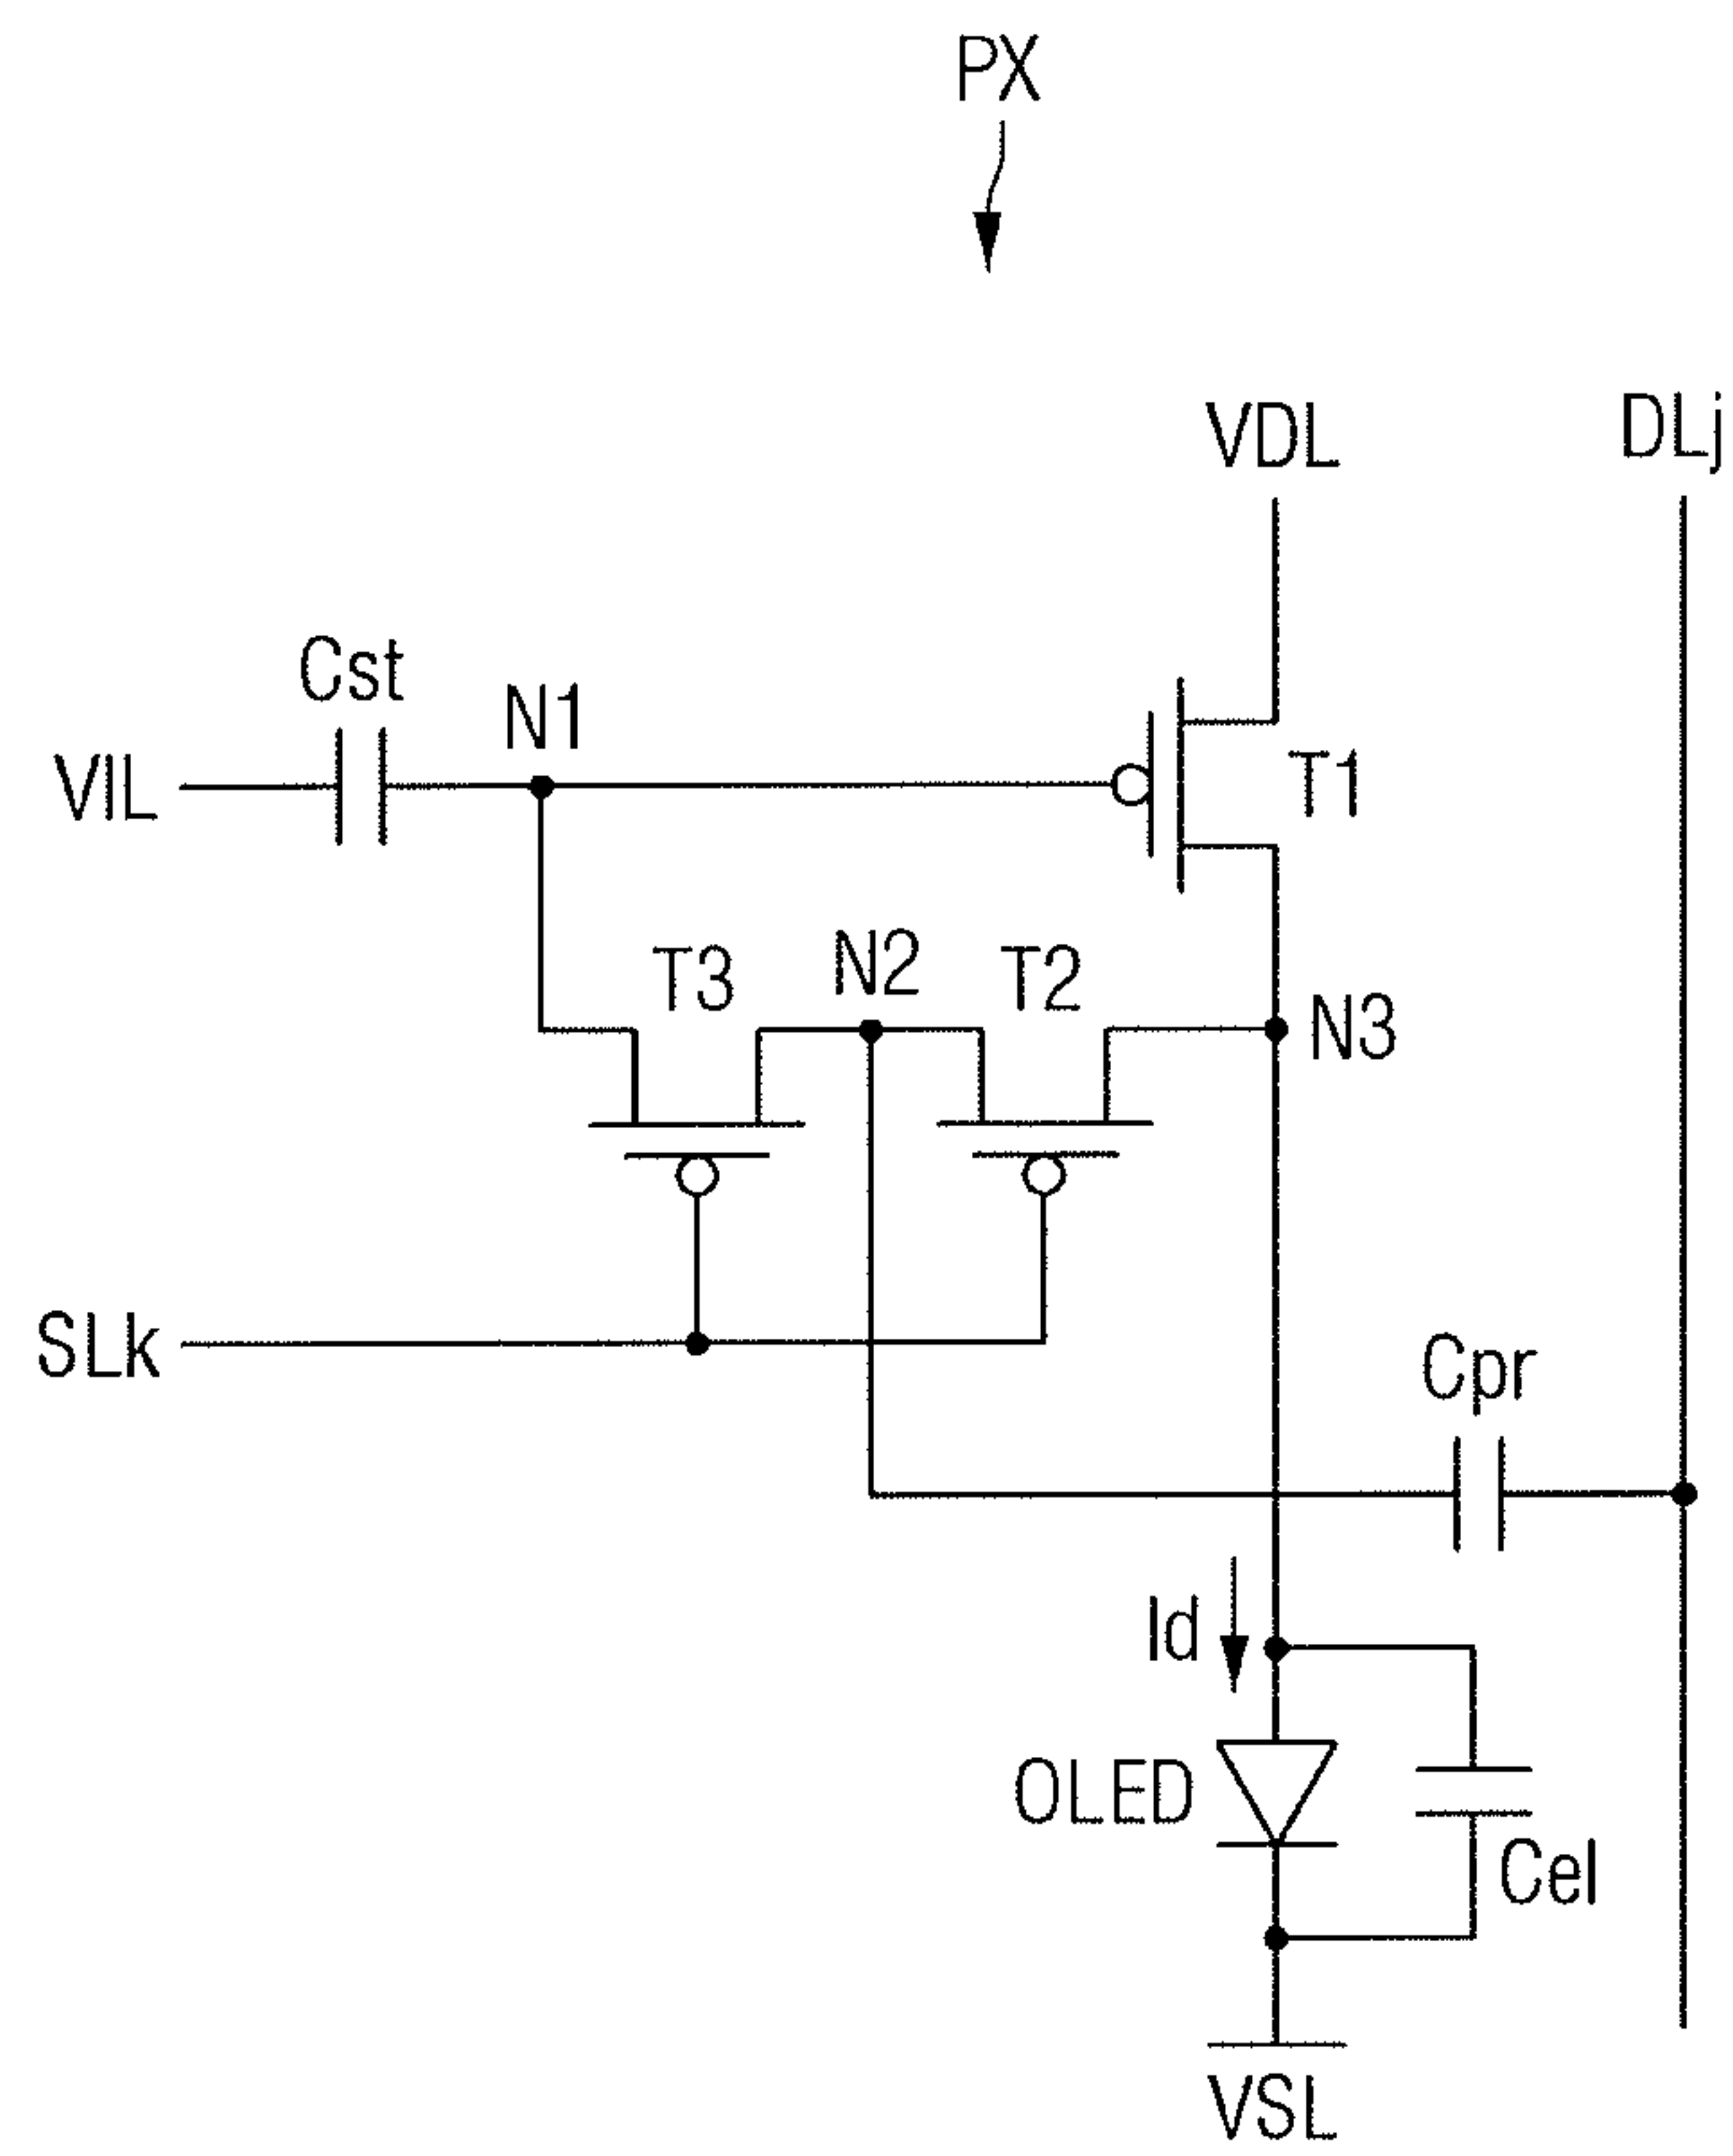 PX
VDL
DLj
Cst
N1
VIL
T1
T3
N2
T2
N3
SLk
Cpr
Id
OLED
Cel
VSL